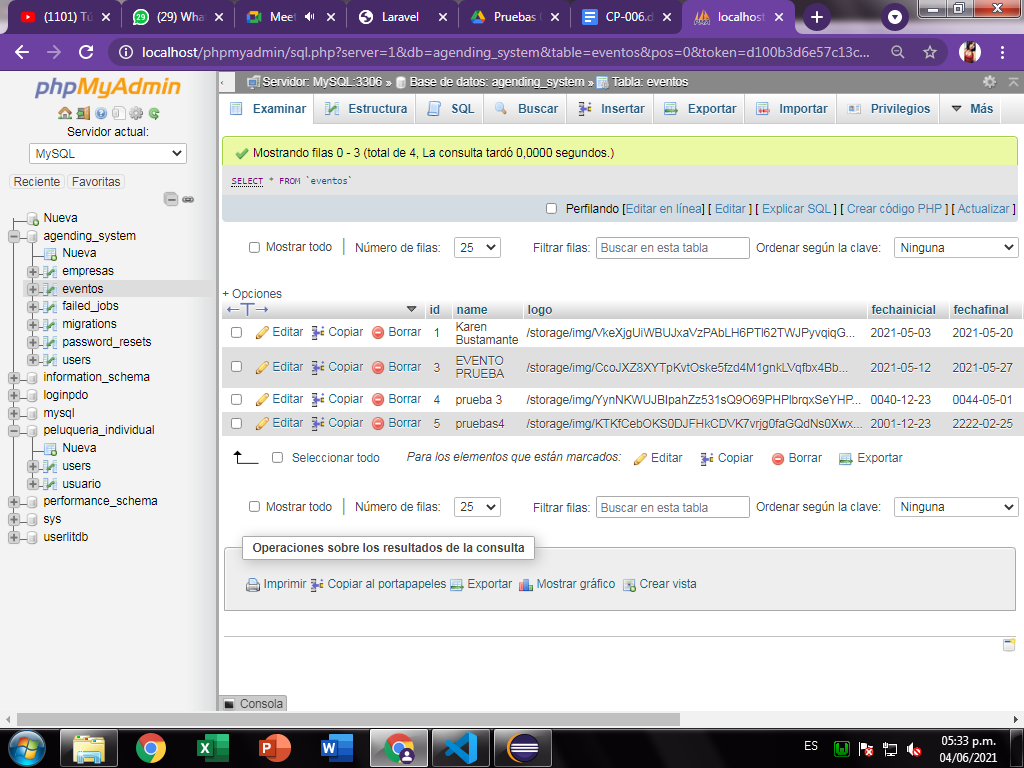 (1101) Tú
(29) Wha
Meet
Laravel
Pruebas
CP-006.d
localhost
localhost/phpmyadmin/sql.php?server=1&db=agending_system&table=eventos&pos=0&token=d100b3d6e57c13c...
phpMyAdmin
Servidor actual:
MySQL
Reciente
Favoritas
Nueva
agending_system
Nueva
empresas
eventos
failed_jobs
migrations
password_resets
users
information_schema
loginpdo
mysql
peluqueria_individual
Nueva
users
usuario
performance_schema
sys
userlitdb
Servidor: MySQL:3306 » Base de datos: agending_system » Tabla: eventos
Examinar Estructura SQL Buscar Insertar Exportar Importar Privilegios Más
Mostrando filas 0 - 3 (total de 4, La consulta tardó 0,0000 segundos.)
SELECT * FROM `eventos`
Perfilando [Editar en línea] [ Editar ] [ Explicar SQL ] [ Crear código PHP ] [ Actualizar ]
Mostrar todo Número de filas: 25 Filtrar filas: Buscar en esta tabla Ordenar según la clave: Ninguna
+ Opciones
id name logo fechainicial fechafinal
Editar Copiar Borrar 1 Karen Bustamante /storage/img/VkeXjgUiWBUJxaVzPAbLH6PTl62TWJPyvqiqG... 2021-05-03 2021-05-20
Editar Copiar Borrar 3 EVENTO PRUEBA /storage/img/CcoJXZ8XYTpKvtOske5fzd4M1gnkLVqfbx4Bb... 2021-05-12 2021-05-27
Editar Copiar Borrar 4 prueba 3 /storage/img/YynNKWUJBIpahZz531sQ9O69PHPlbrqxSeYHP... 0040-12-23 0044-05-01
Editar Copiar Borrar 5 pruebas4 /storage/img/KTKfCebOKS0DJFHkCDVK7vrjg0faGQdNs0Xwx... 2001-12-23 2222-02-25
Seleccionar todo Para los elementos que están marcados: Editar Copiar Borrar Exportar
Mostrar todo Número de filas: 25 Filtrar filas: Buscar en esta tabla Ordenar según la clave: Ninguna
Operaciones sobre los resultados de la consulta
Imprimir Copiar al portapapeles Exportar Mostrar gráfico Crear vista
Consola
ES
05:33 p.m.
04/06/2021